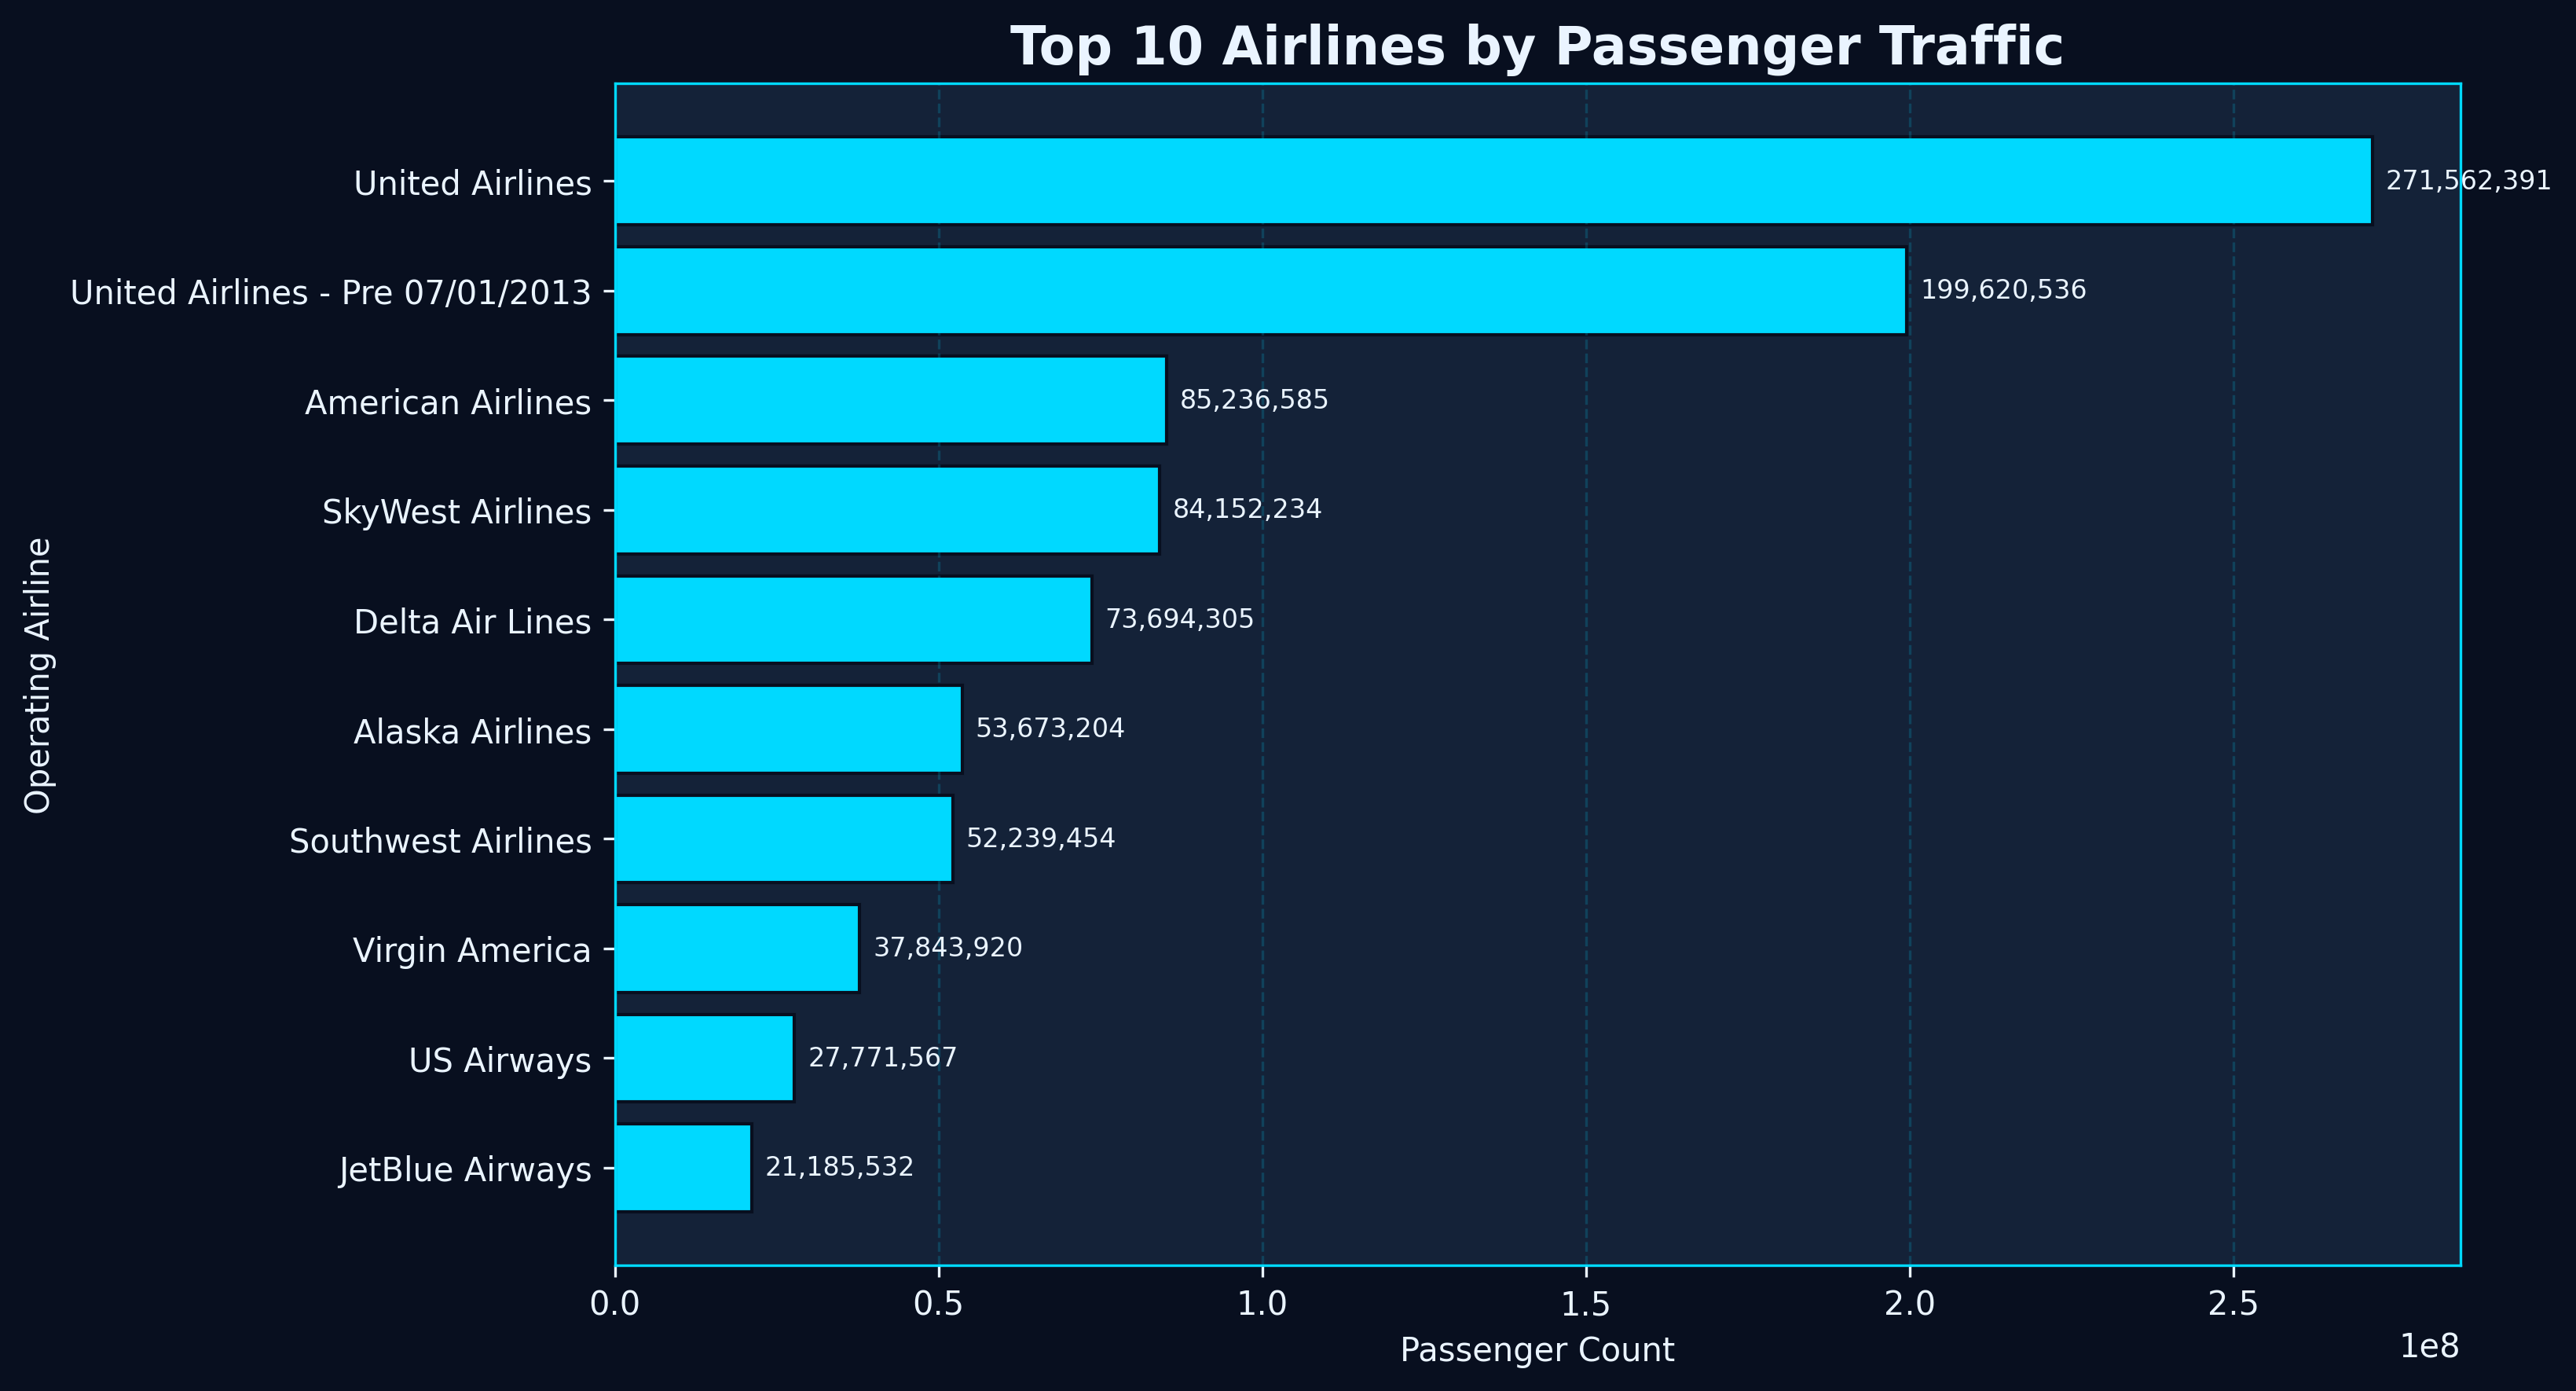 Top 10 Airlines by Passenger Traffic
Operating Airline
United Airlines 271,562,391
United Airlines - Pre 07/01/2013 199,620,536
American Airlines 85,236,585
SkyWest Airlines 84,152,234
Delta Air Lines 73,694,305
Alaska Airlines 53,673,204
Southwest Airlines 52,239,454
Virgin America 37,843,920
US Airways 27,771,567
JetBlue Airways 21,185,532
0.0 0.5 1.0 1.5 2.0 2.5
1e8
Passenger Count